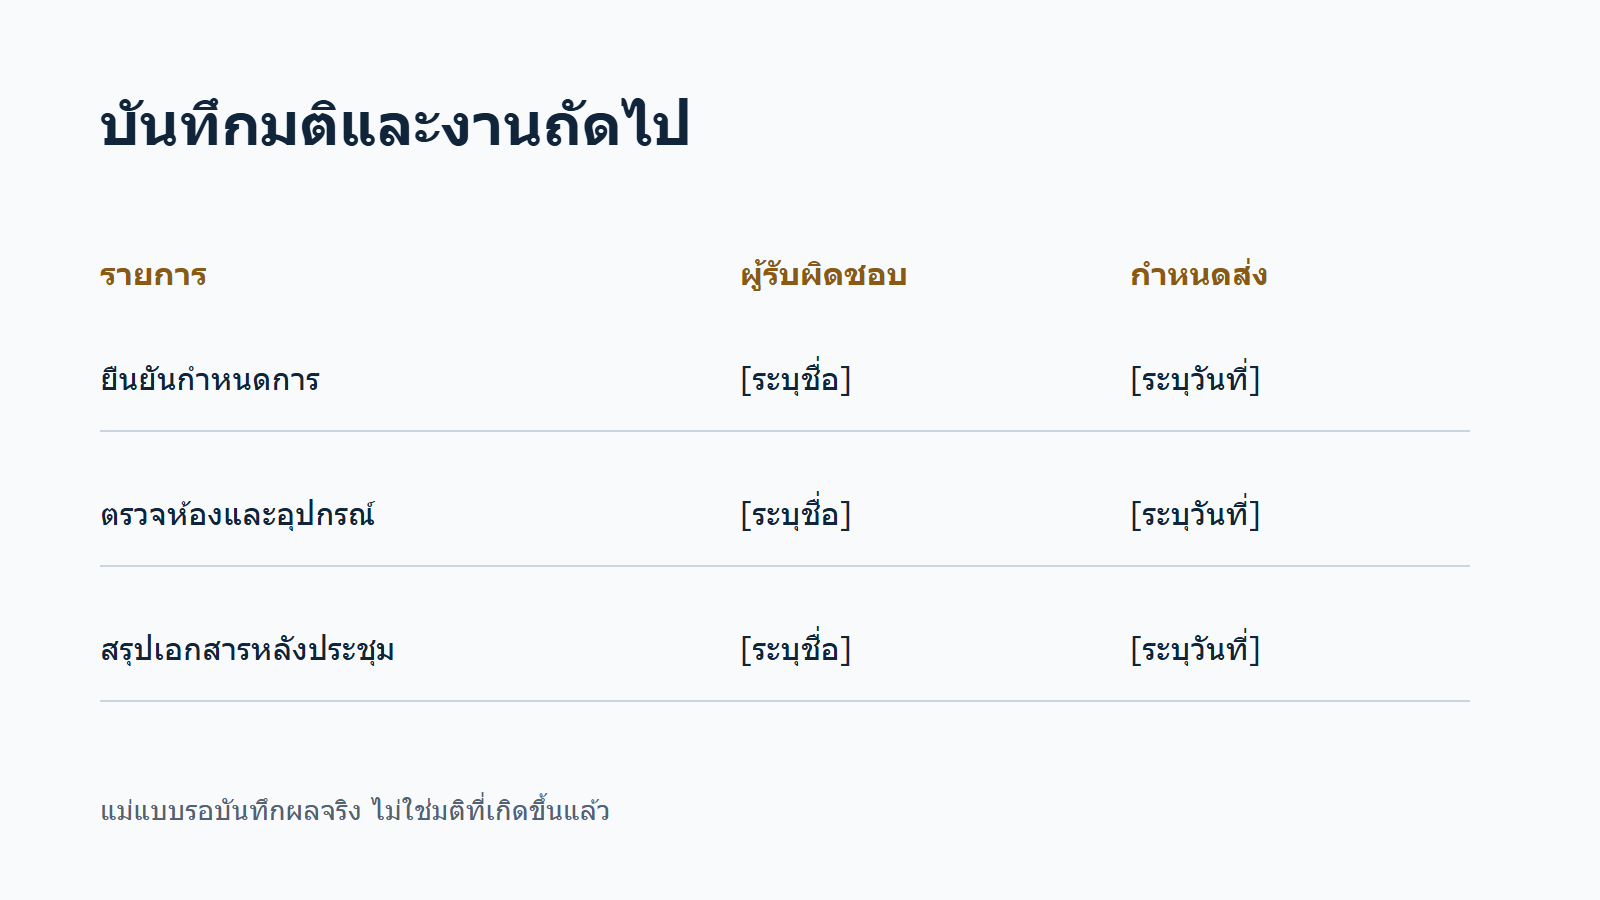 บันทึกมติและงานถัดไป
รายการ ผู้รับผิดชอบ กำหนดส่ง
ยืนยันกำหนดการ [ระบุชื่อ] [ระบุวันที่]
ตรวจห้องและอุปกรณ์ [ระบุชื่อ] [ระบุวันที่]
สรุปเอกสารหลังประชุม [ระบุชื่อ] [ระบุวันที่]
แม่แบบรอบันทึกผลจริง ไม่ใช่มติที่เกิดขึ้นแล้ว